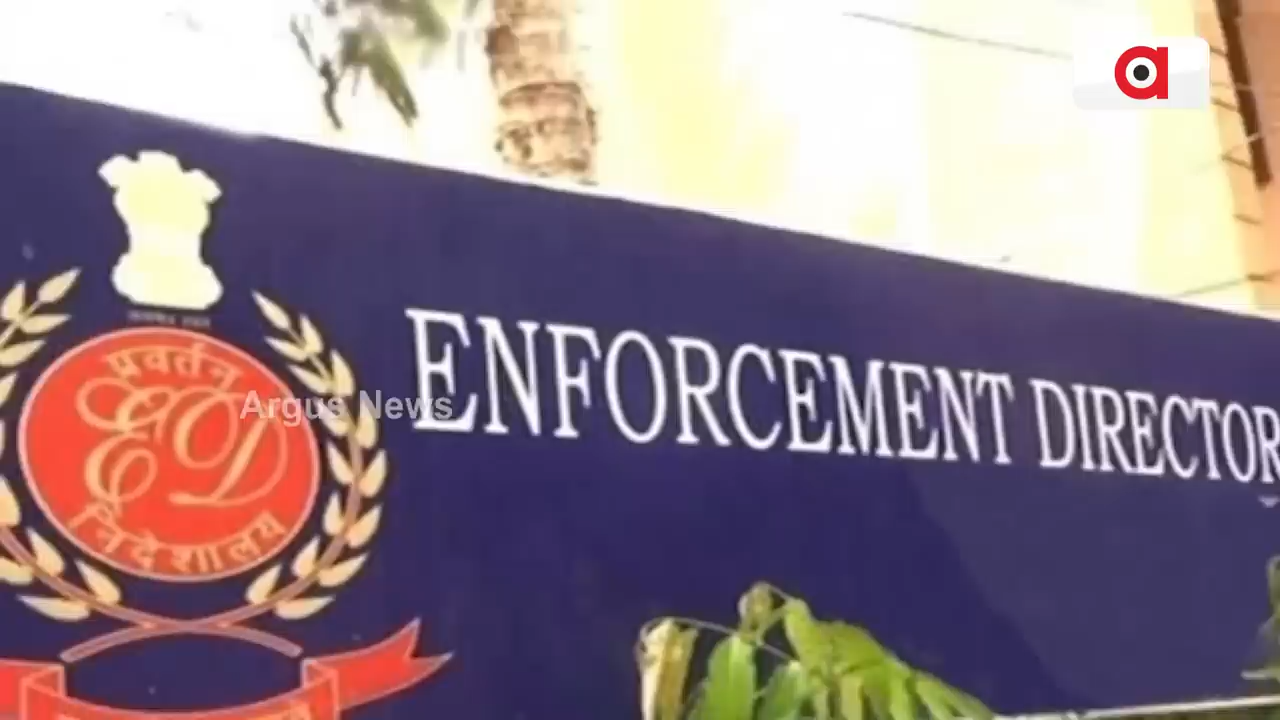 प्रवर्तन
ED
निदेशालय
ENFORCEMENT DIRECTOR
Argus News
a